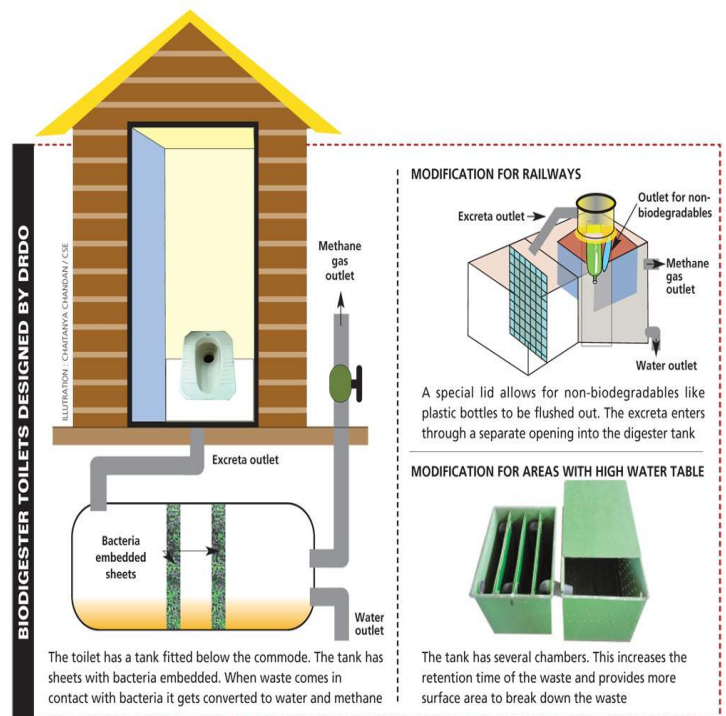 BIODIGESTER TOILETS DESIGNED BY DRDO
ILLUTRATION : CHAITANYA CHANDAN / CSE
Methane
gas
outlet
Excreta outlet
Bacteria
embedded
sheets
Water
outlet
The toilet has a tank fitted below the commode. The tank has
sheets with bacteria embedded. When waste comes in
contact with bacteria it gets converted to water and methane
MODIFICATION FOR RAILWAYS
Outlet for non-
biodegradables
Excreta outlet
Methane
gas
outlet
Water outlet
A special lid allows for non-biodegradables like
plastic bottles to be flushed out. The excreta enters
through a separate opening into the digester tank
MODIFICATION FOR AREAS WITH HIGH WATER TABLE
The tank has several chambers. This increases the
retention time of the waste and provides more
surface area to break down the waste